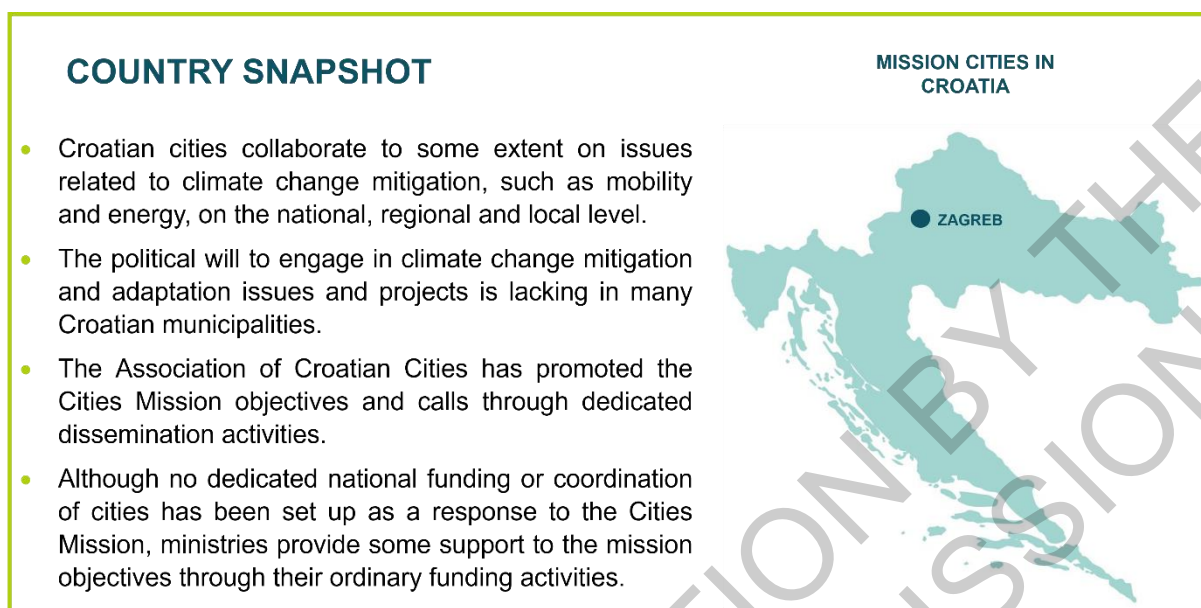 COUNTRY SNAPSHOT
• Croatian cities collaborate to some extent on issues
related to climate change mitigation, such as mobility
and energy, on the national, regional and local level.
• The political will to engage in climate change mitigation
and adaptation issues and projects is lacking in many
Croatian municipalities.
• The Association of Croatian Cities has promoted the
Cities Mission objectives and calls through dedicated
dissemination activities.
• Although no dedicated national funding or coordination
of cities has been set up as a response to the Cities
Mission, ministries provide some support to the mission
objectives through their ordinary funding activities.
MISSION CITIES IN
CROATIA
ZAGREB
BY THE